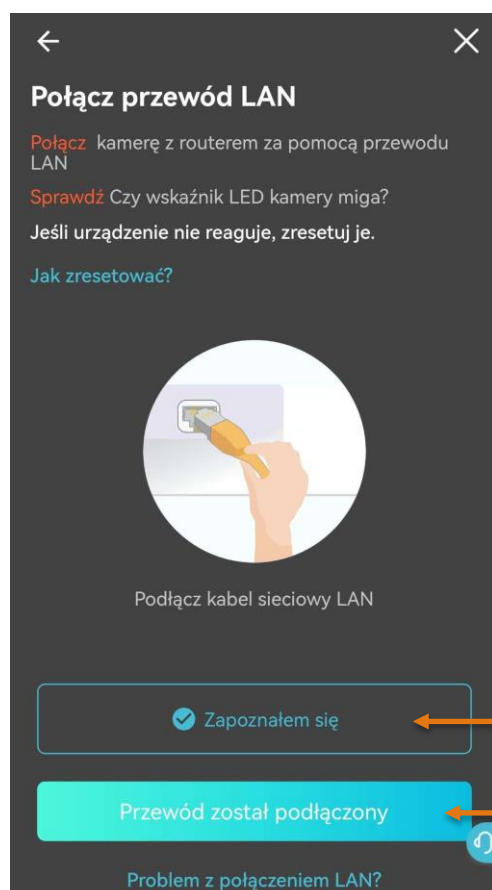 Połącz przewód LAN
Połącz kamerę z routerem za pomocą przewodu
LAN
Sprawdź Czy wskaźnik LED kamery miga?
Jeśli urządzenie nie reaguje, zresetuj je.
Jak zresetować?
Podłącz kabel sieciowy LAN
Zapoznałem się
Przewód został podłączony
Problem z połączeniem LAN?